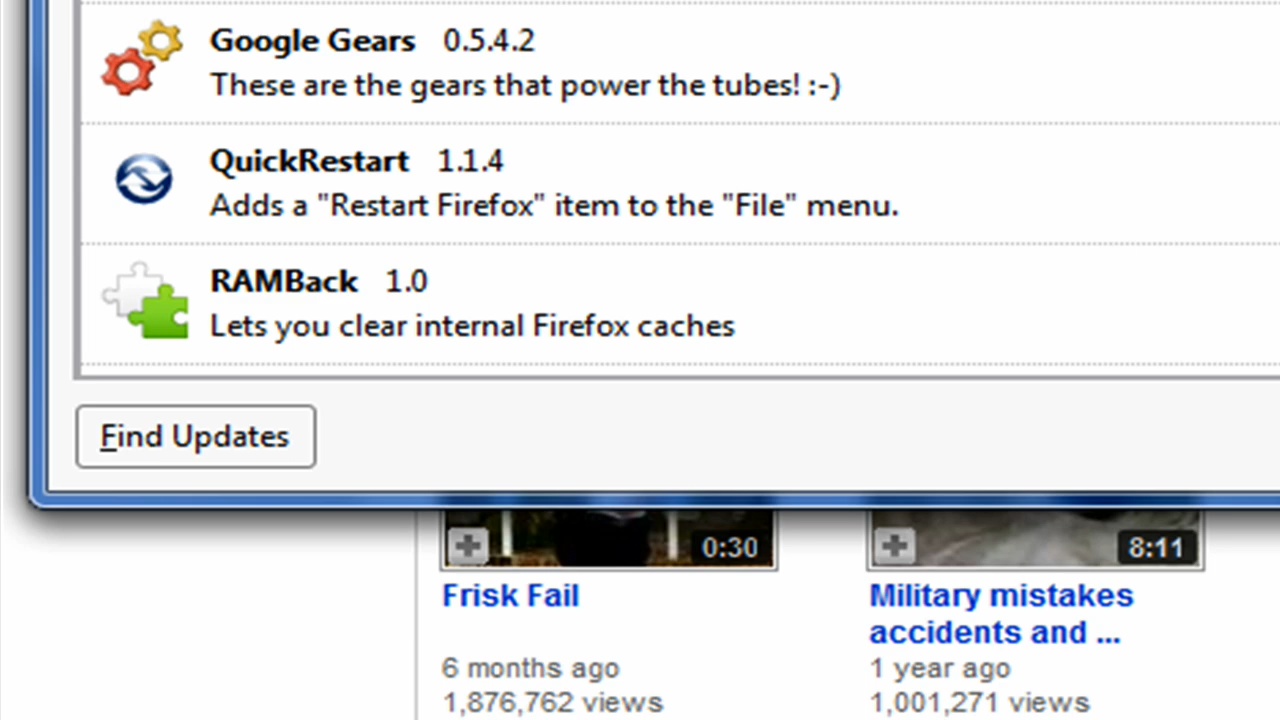 Google Gears 0.5.4.2
These are the gears that power the tubes! :-)
QuickRestart 1.1.4
Adds a "Restart Firefox" item to the "File" menu.
RAMBack 1.0
Lets you clear internal Firefox caches
Find Updates
0:30
8:11
Frisk Fail
Military mistakes
accidents and ...
6 months ago
1 year ago
1,876,762 views
1,001,271 views